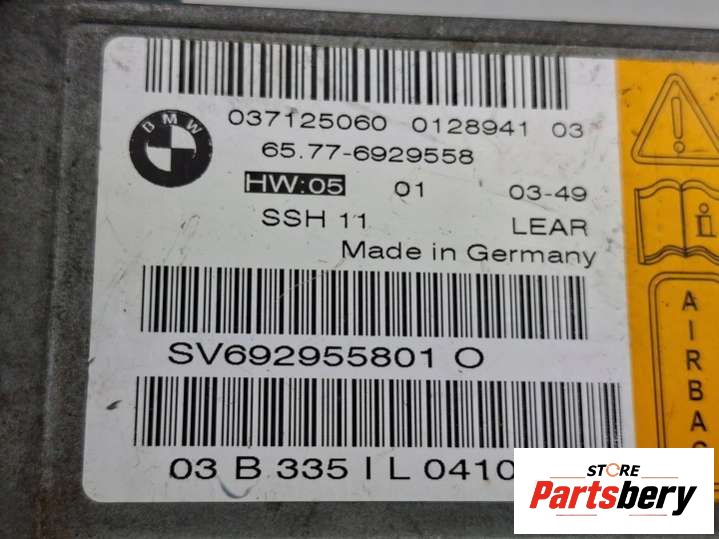 BMW
037125060 0128941 03
65.77-6929558
HW:05 01 03-49
SSH 11 LEAR
Made in Germany
SV692955801 O
03 B 335 I L 0410
i
AIRBAG
STORE
Partsbery